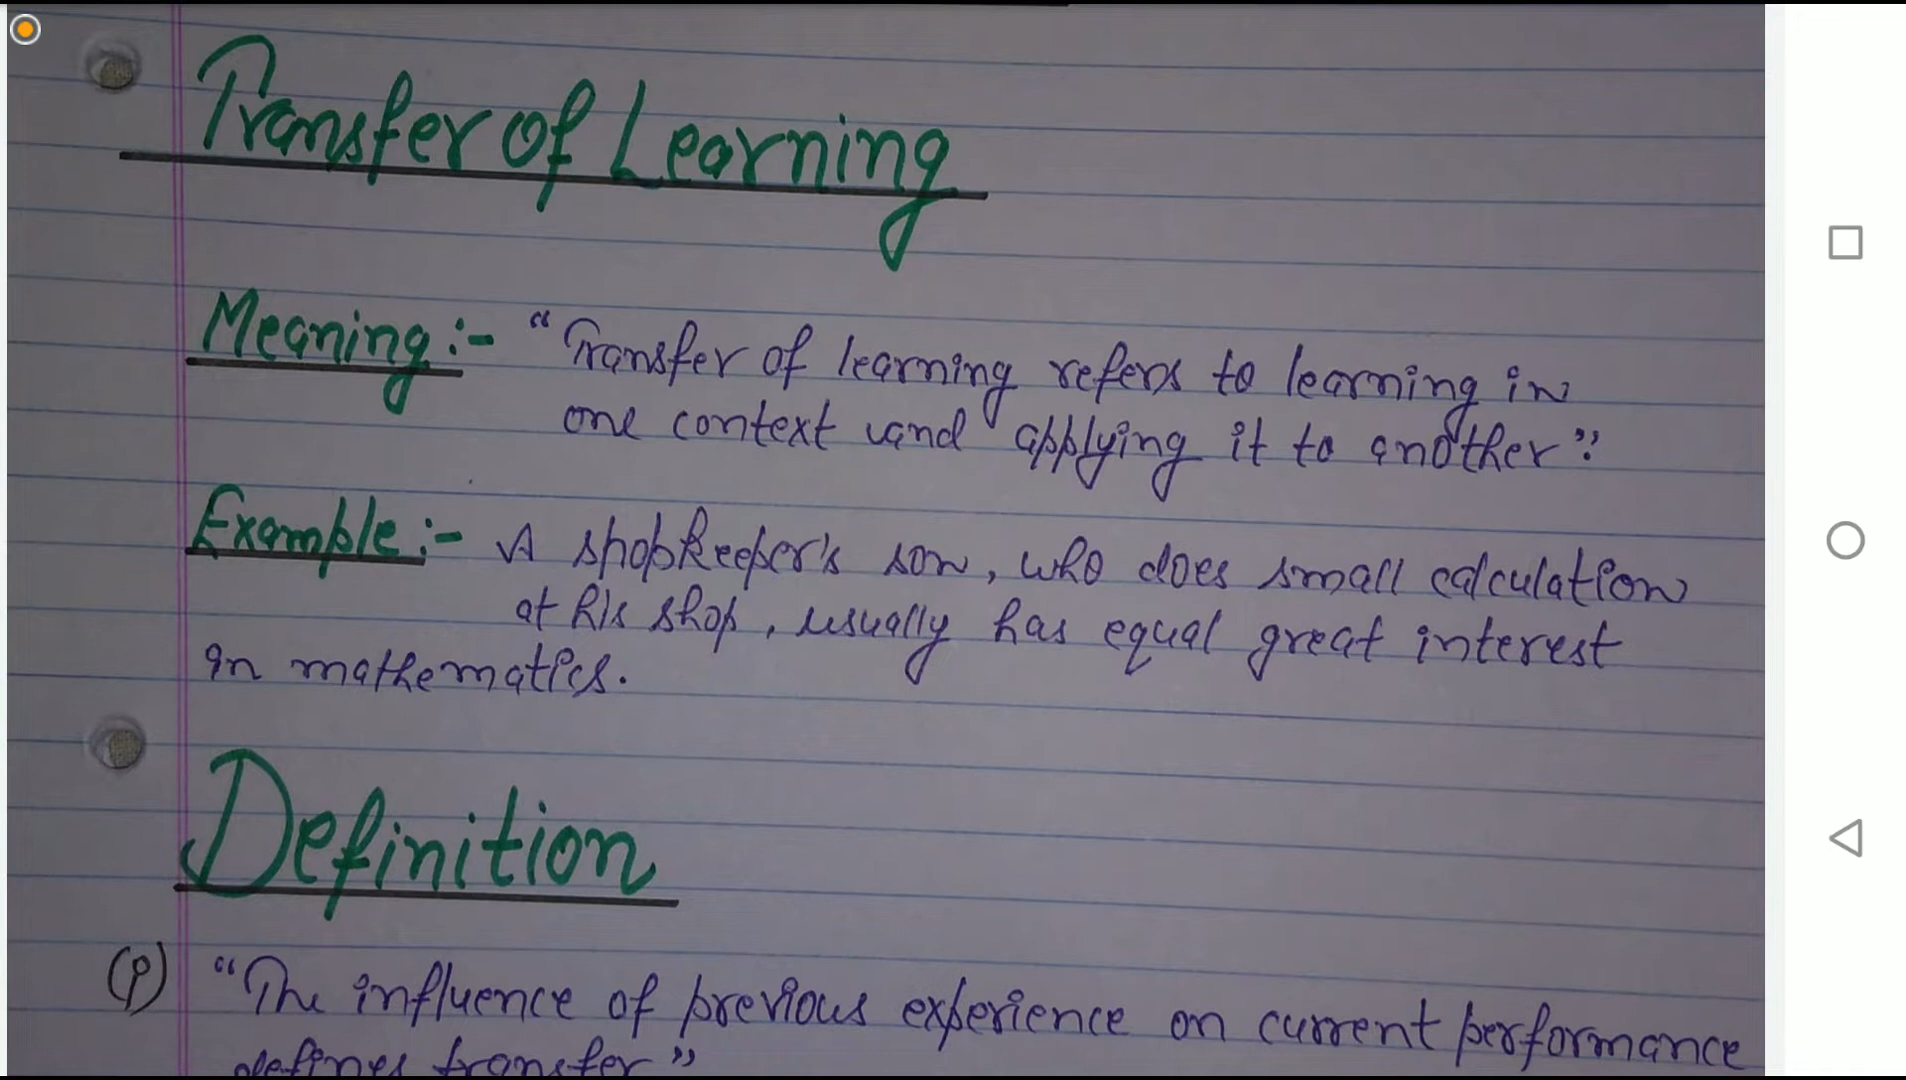 Transfer of Learning
Meaning:- "Transfer of learning refers to learning in
one context and applying it to another"
Example:- A shopkeeper's son, who does small calculation
at his shop, usually has equal great interest
in mathematics.
Definition
(i) "The influence of previous experience on current performance
defines transfer"